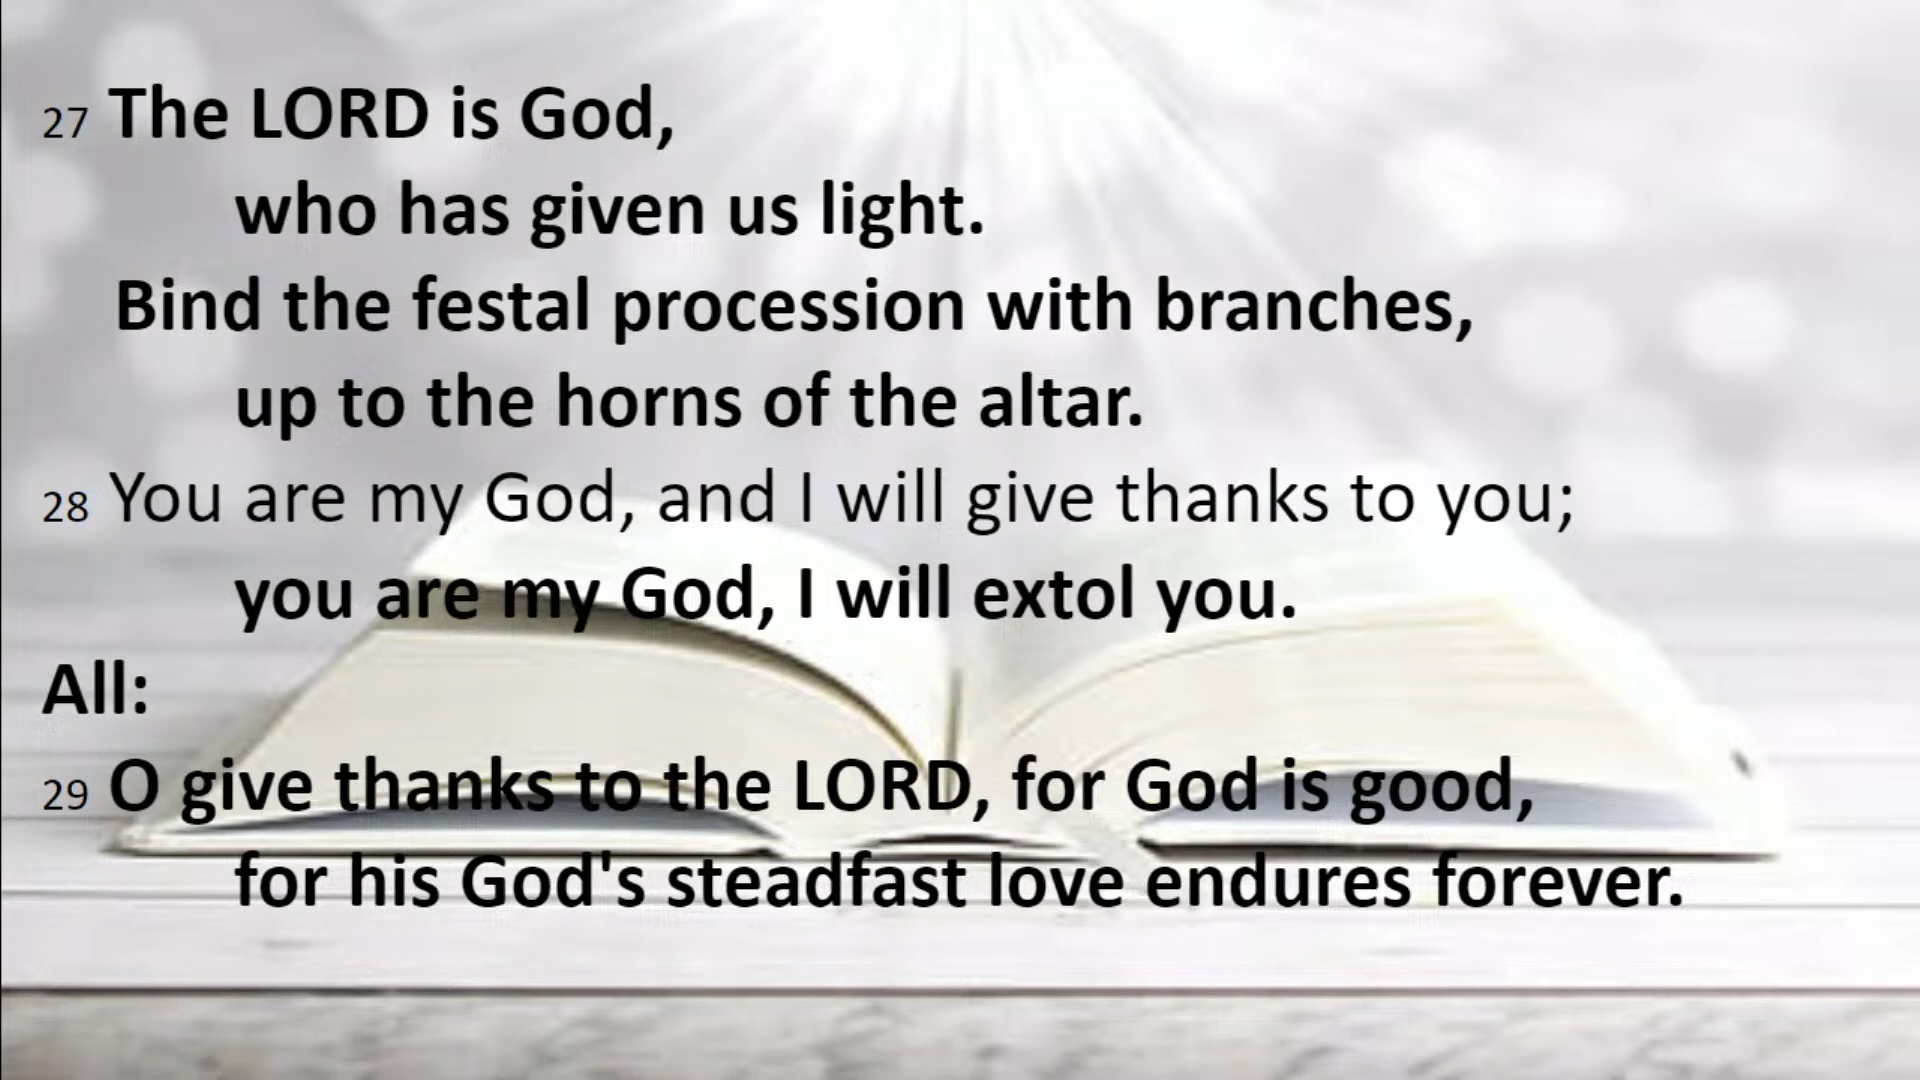 27 The LORD is God,
who has given us light.
Bind the festal procession with branches,
up to the horns of the altar.
28 You are my God, and I will give thanks to you;
you are my God, I will extol you.
All:
29 O give thanks to the LORD, for God is good,
for his God's steadfast love endures forever.